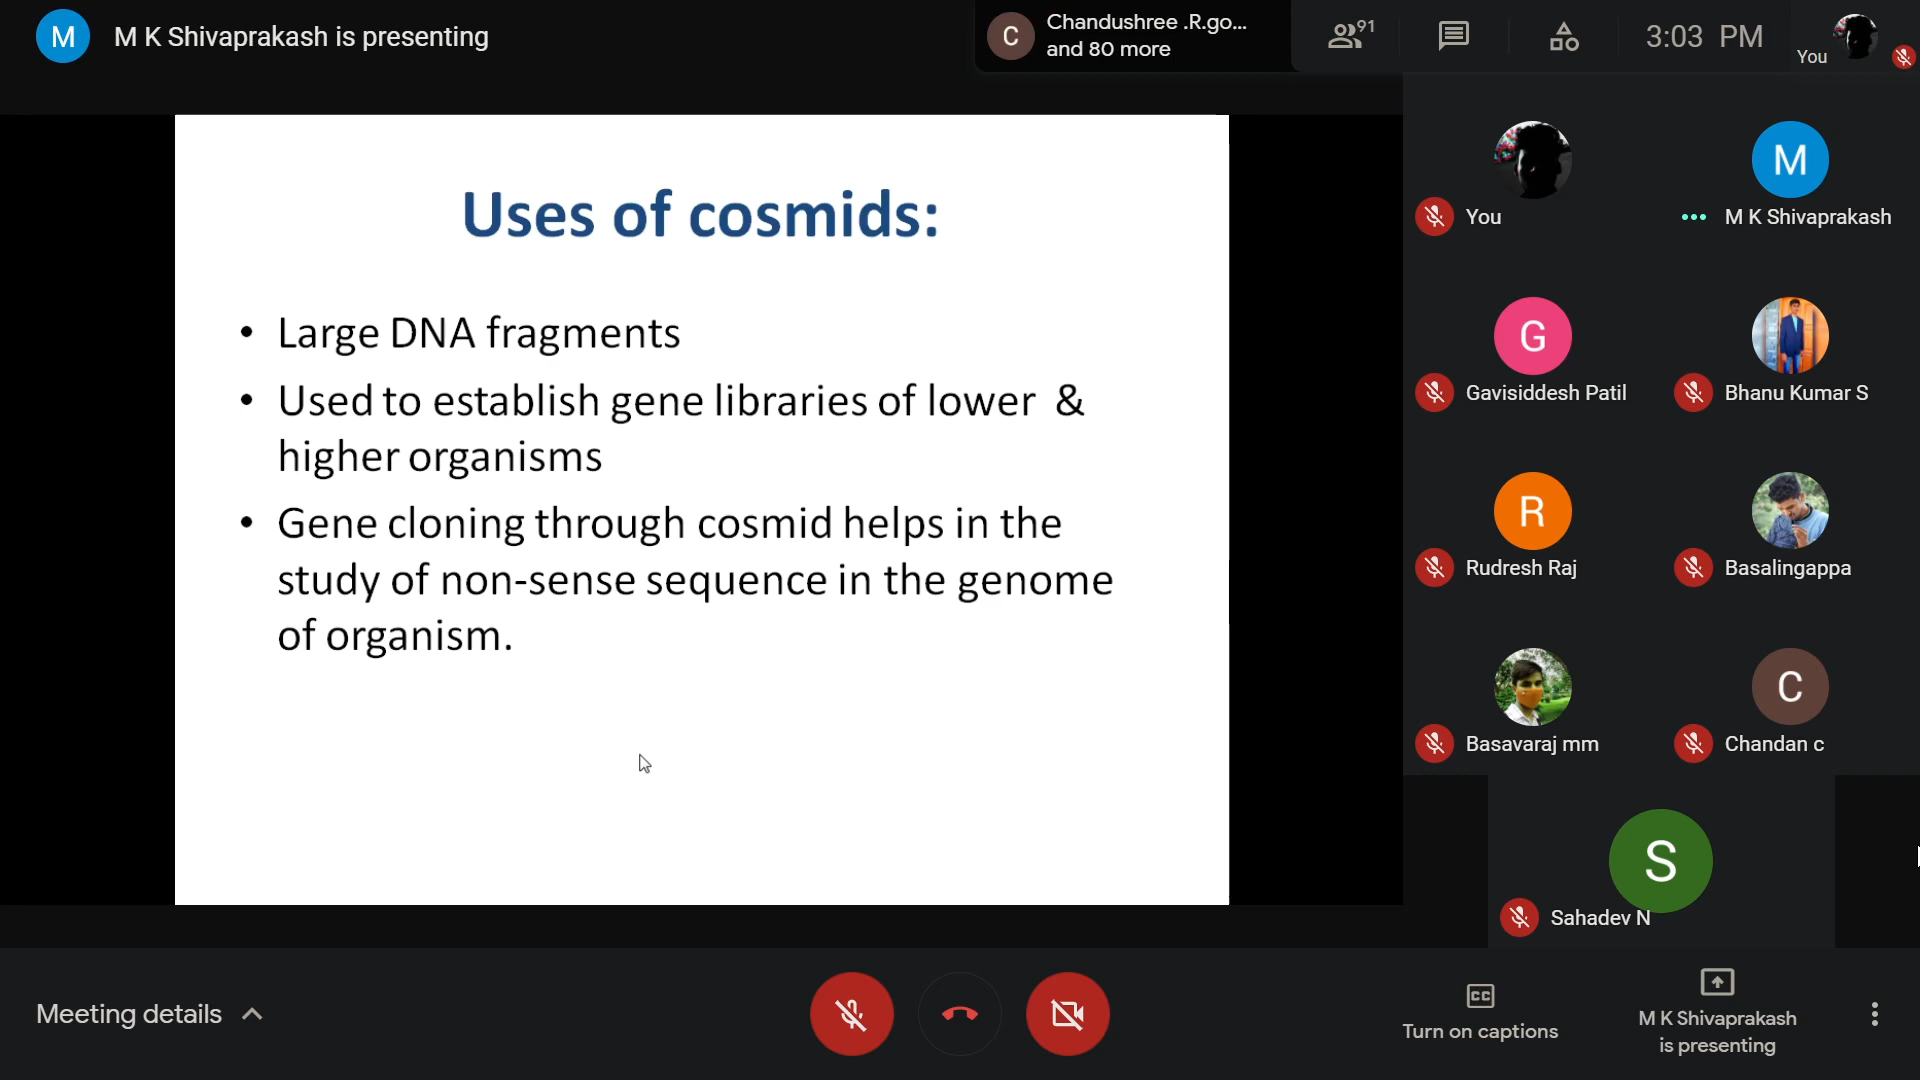 M
M K Shivaprakash is presenting
C
Chandushree .R.go...
and 80 more
91
3:03 PM
You
Uses of cosmids:
• Large DNA fragments
• Used to establish gene libraries of lower &
higher organisms
• Gene cloning through cosmid helps in the
study of non-sense sequence in the genome
of organism.
You
M
M K Shivaprakash
G
Gavisiddesh Patil
Bhanu Kumar S
R
Rudresh Raj
Basalingappa
Basavaraj mm
C
Chandan c
S
Sahadev N
Meeting details
CC
Turn on captions
M K Shivaprakash
is presenting